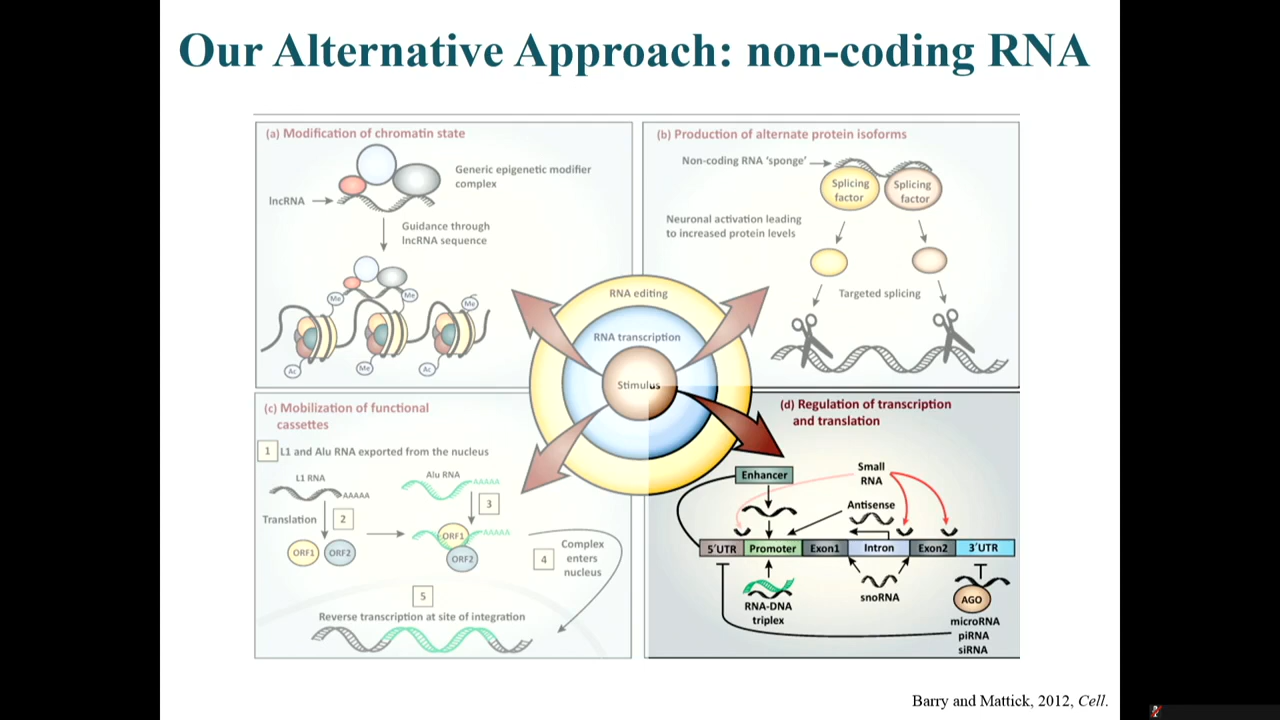 Our Alternative Approach: non-coding RNA
(a) Modification of chromatin state
Generic epigenetic modifier
complex
lncRNA
Guidance through
lncRNA sequence
Me
Me
Me
Ac
Me
Ac
(b) Production of alternate protein isoforms
Non-coding RNA 'sponge'
Splicing
factor
Splicing
factor
Neuronal activation leading
to increased protein levels
Targeted splicing
RNA editing
RNA transcription
Stimulus
(c) Mobilization of functional
cassettes
1 L1 and Alu RNA exported from the nucleus
L1 RNA
AAAAA
Alu RNA
AAAAA
Translation
2
3
ORF1
ORF2
ORF1
AAAAA
ORF2
4
Complex
enters
nucleus
5
Reverse transcription at site of integration
(d) Regulation of transcription
and translation
Enhancer
Small
RNA
Antisense
5'UTR Promoter Exon1 Intron Exon2 3'UTR
RNA-DNA
triplex
snoRNA
AGO
microRNA
piRNA
siRNA
Barry and Mattick, 2012, Cell.